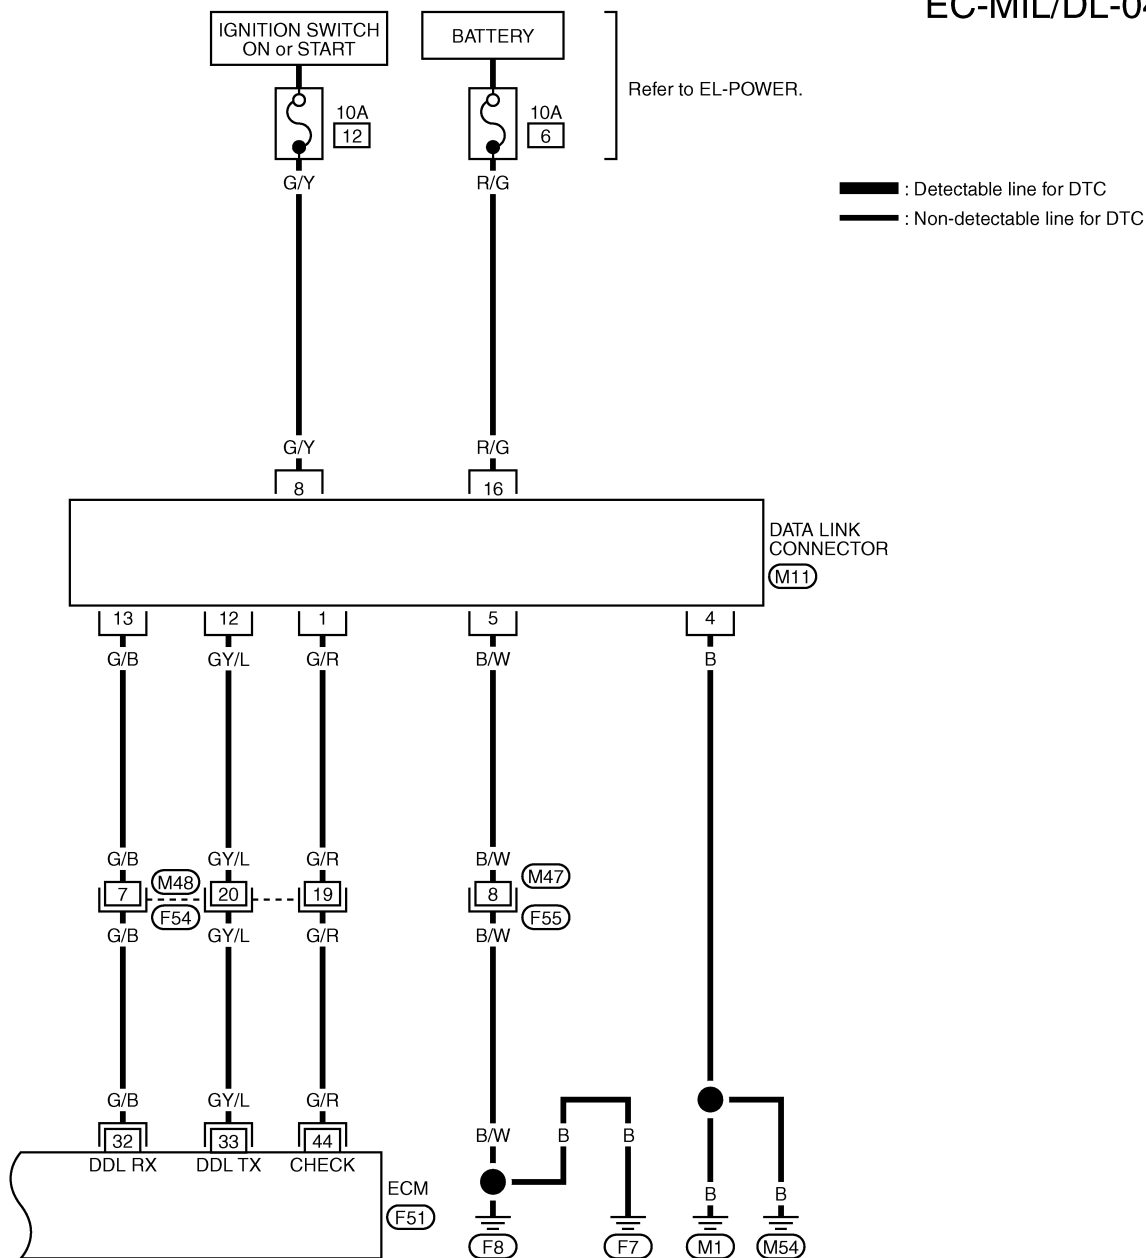 EC-MIL/DL-04
IGNITION SWITCH
ON or START
BATTERY
Refer to EL-POWER.
10A
12
10A
6
G/Y
R/G
: Detectable line for DTC
: Non-detectable line for DTC
G/Y
R/G
8
16
DATA LINK
CONNECTOR
M11
13
12
1
5
4
G/B
GY/L
G/R
B/W
B
G/B
GY/L
G/R
B/W
7
M48
20
19
8
M47
F54
F55
G/B
GY/L
G/R
B/W
G/B
GY/L
G/R
32
33
44
B/W
B
B
DDL RX
DDL TX
CHECK
ECM
F51
B
B
F8
F7
M1
M54